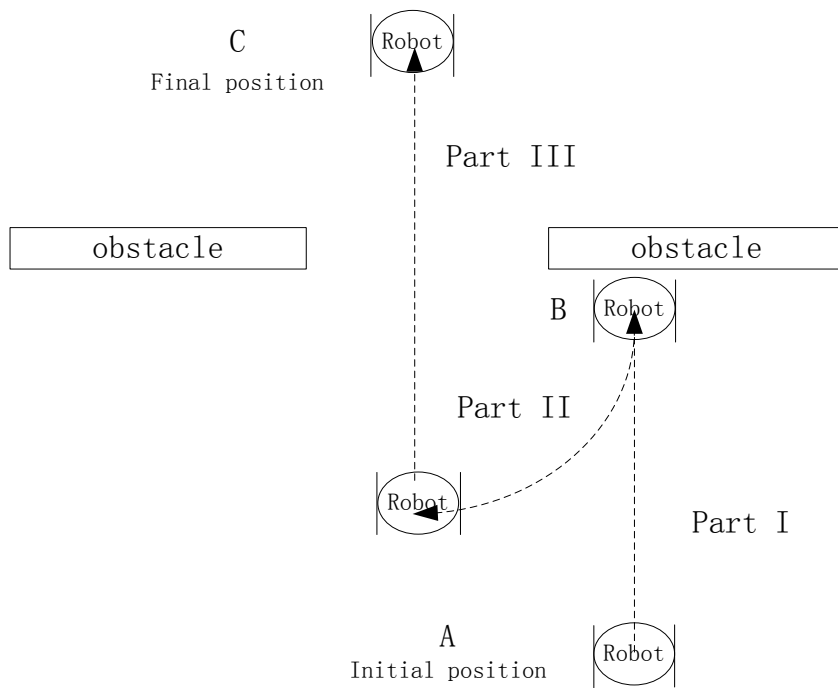 C
Robot
Final position
Part III
obstacle
obstacle
B
Robot
Part II
Robot
Part I
A
Robot
Initial position